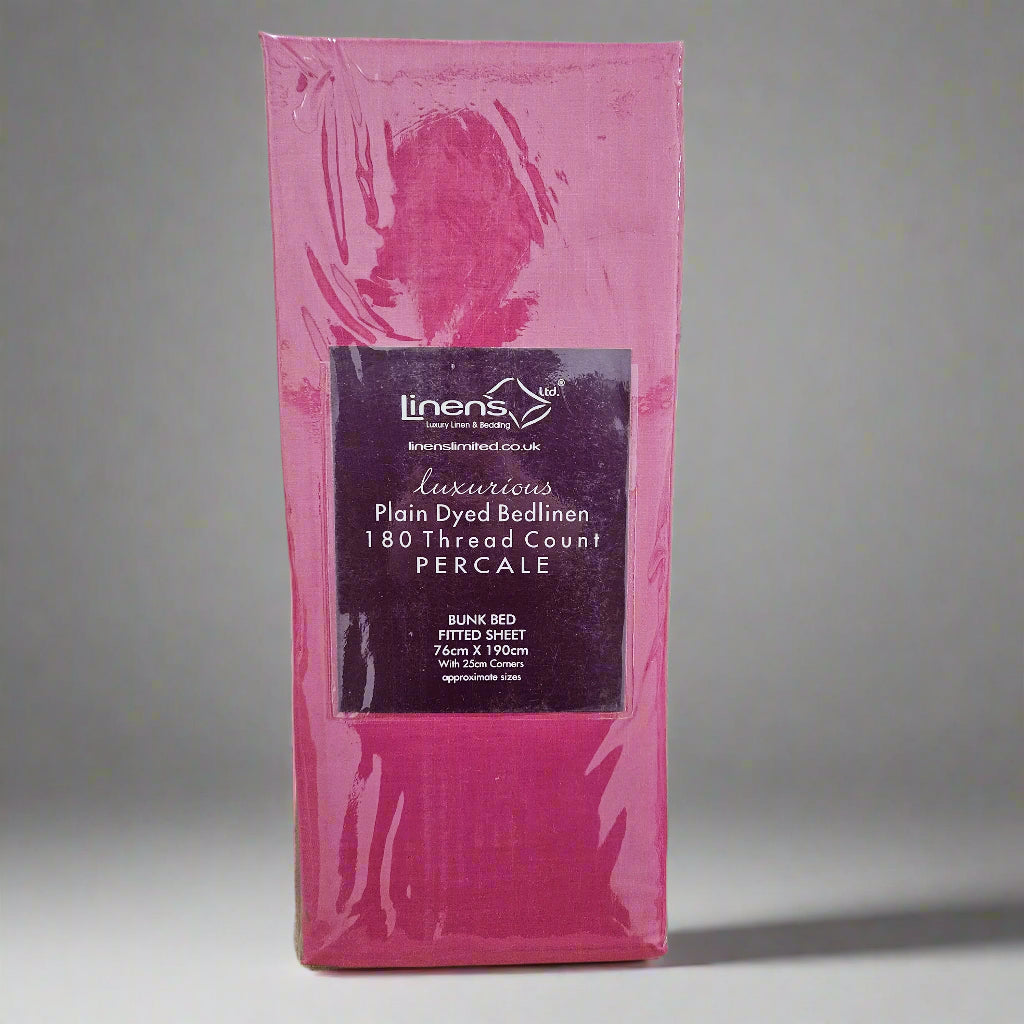 Linens Ltd.®
Luxury Linen & Bedding
linenslimited.co.uk
luxurious
Plain Dyed Bedlinen
180 Thread Count
PERCALE
BUNK BED
FITTED SHEET
76cm X 190cm
With 25cm Corners
approximate sizes